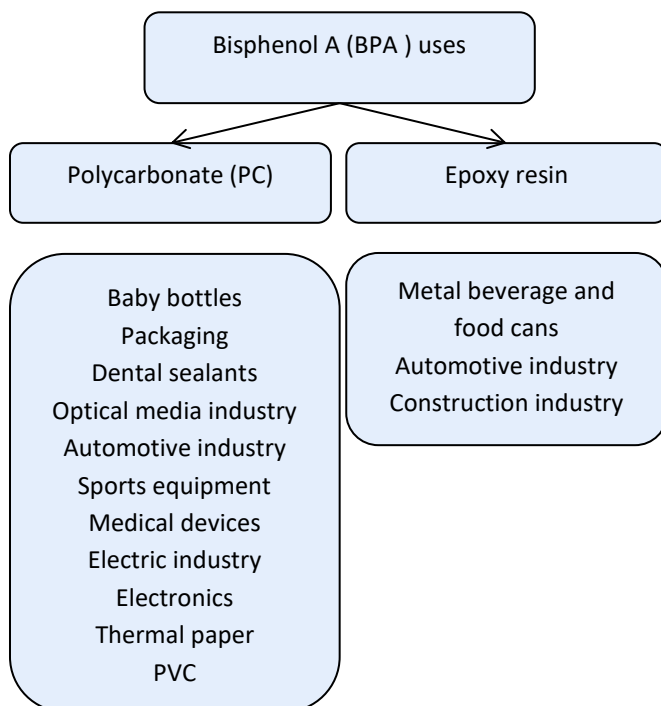 Bisphenol A (BPA ) uses
Polycarbonate (PC)
Epoxy resin
Baby bottles
Packaging
Dental sealants
Optical media industry
Automotive industry
Sports equipment
Medical devices
Electric industry
Electronics
Thermal paper
PVC
Metal beverage and
food cans
Automotive industry
Construction industry